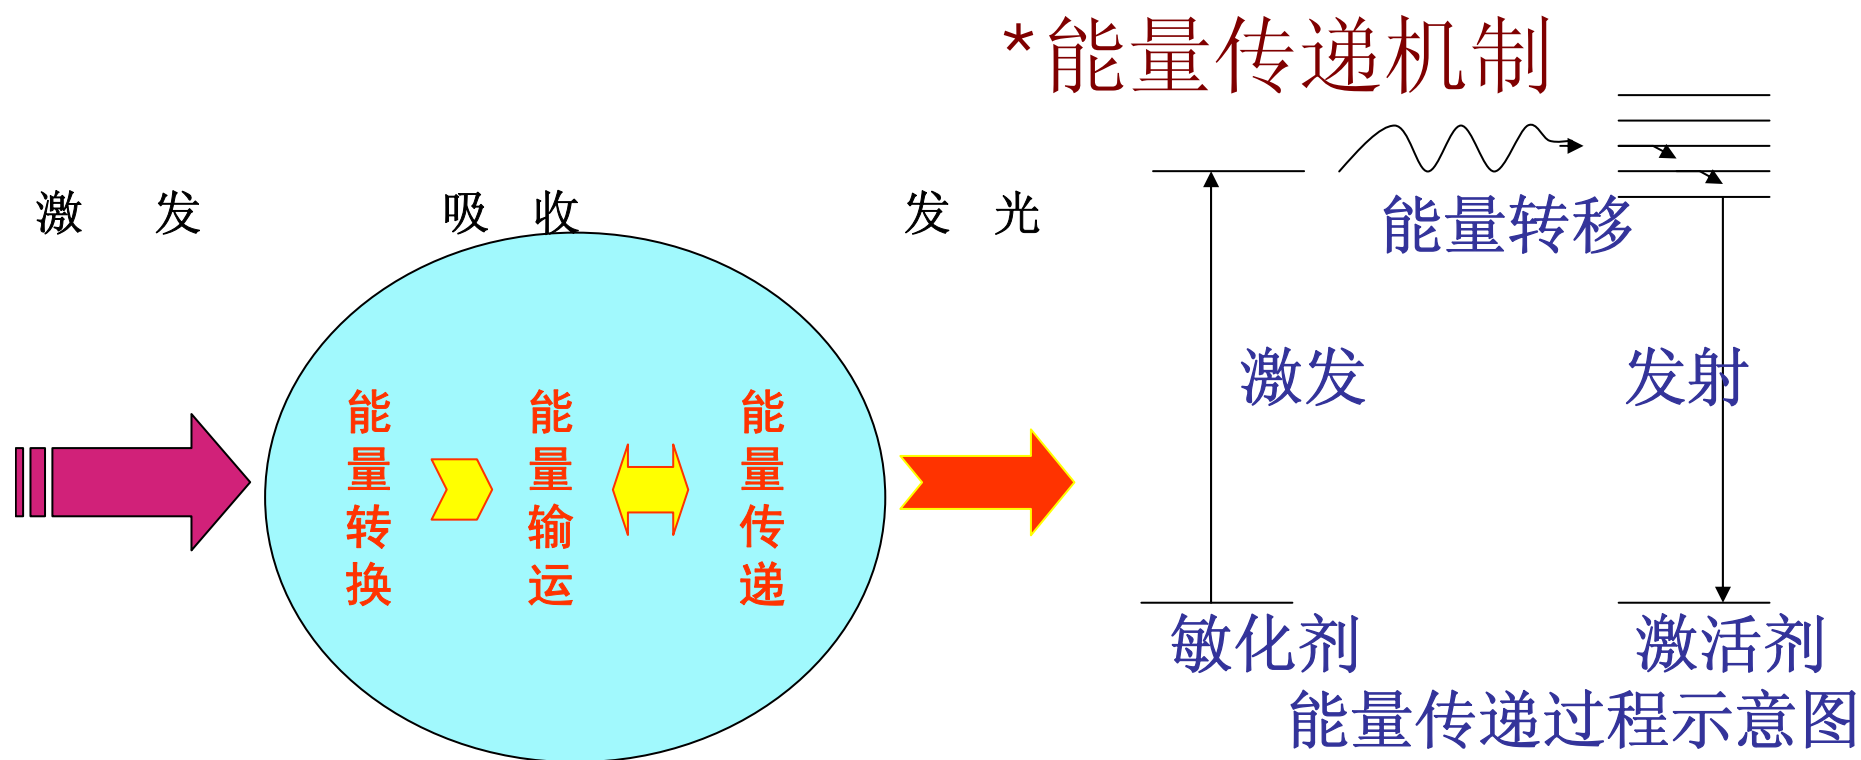 *能量传递机制
激 发
吸 收
发 光
能量转换
能量输运
能量传递
能量转移
激发
发射
敏化剂
激活剂
能量传递过程示意图